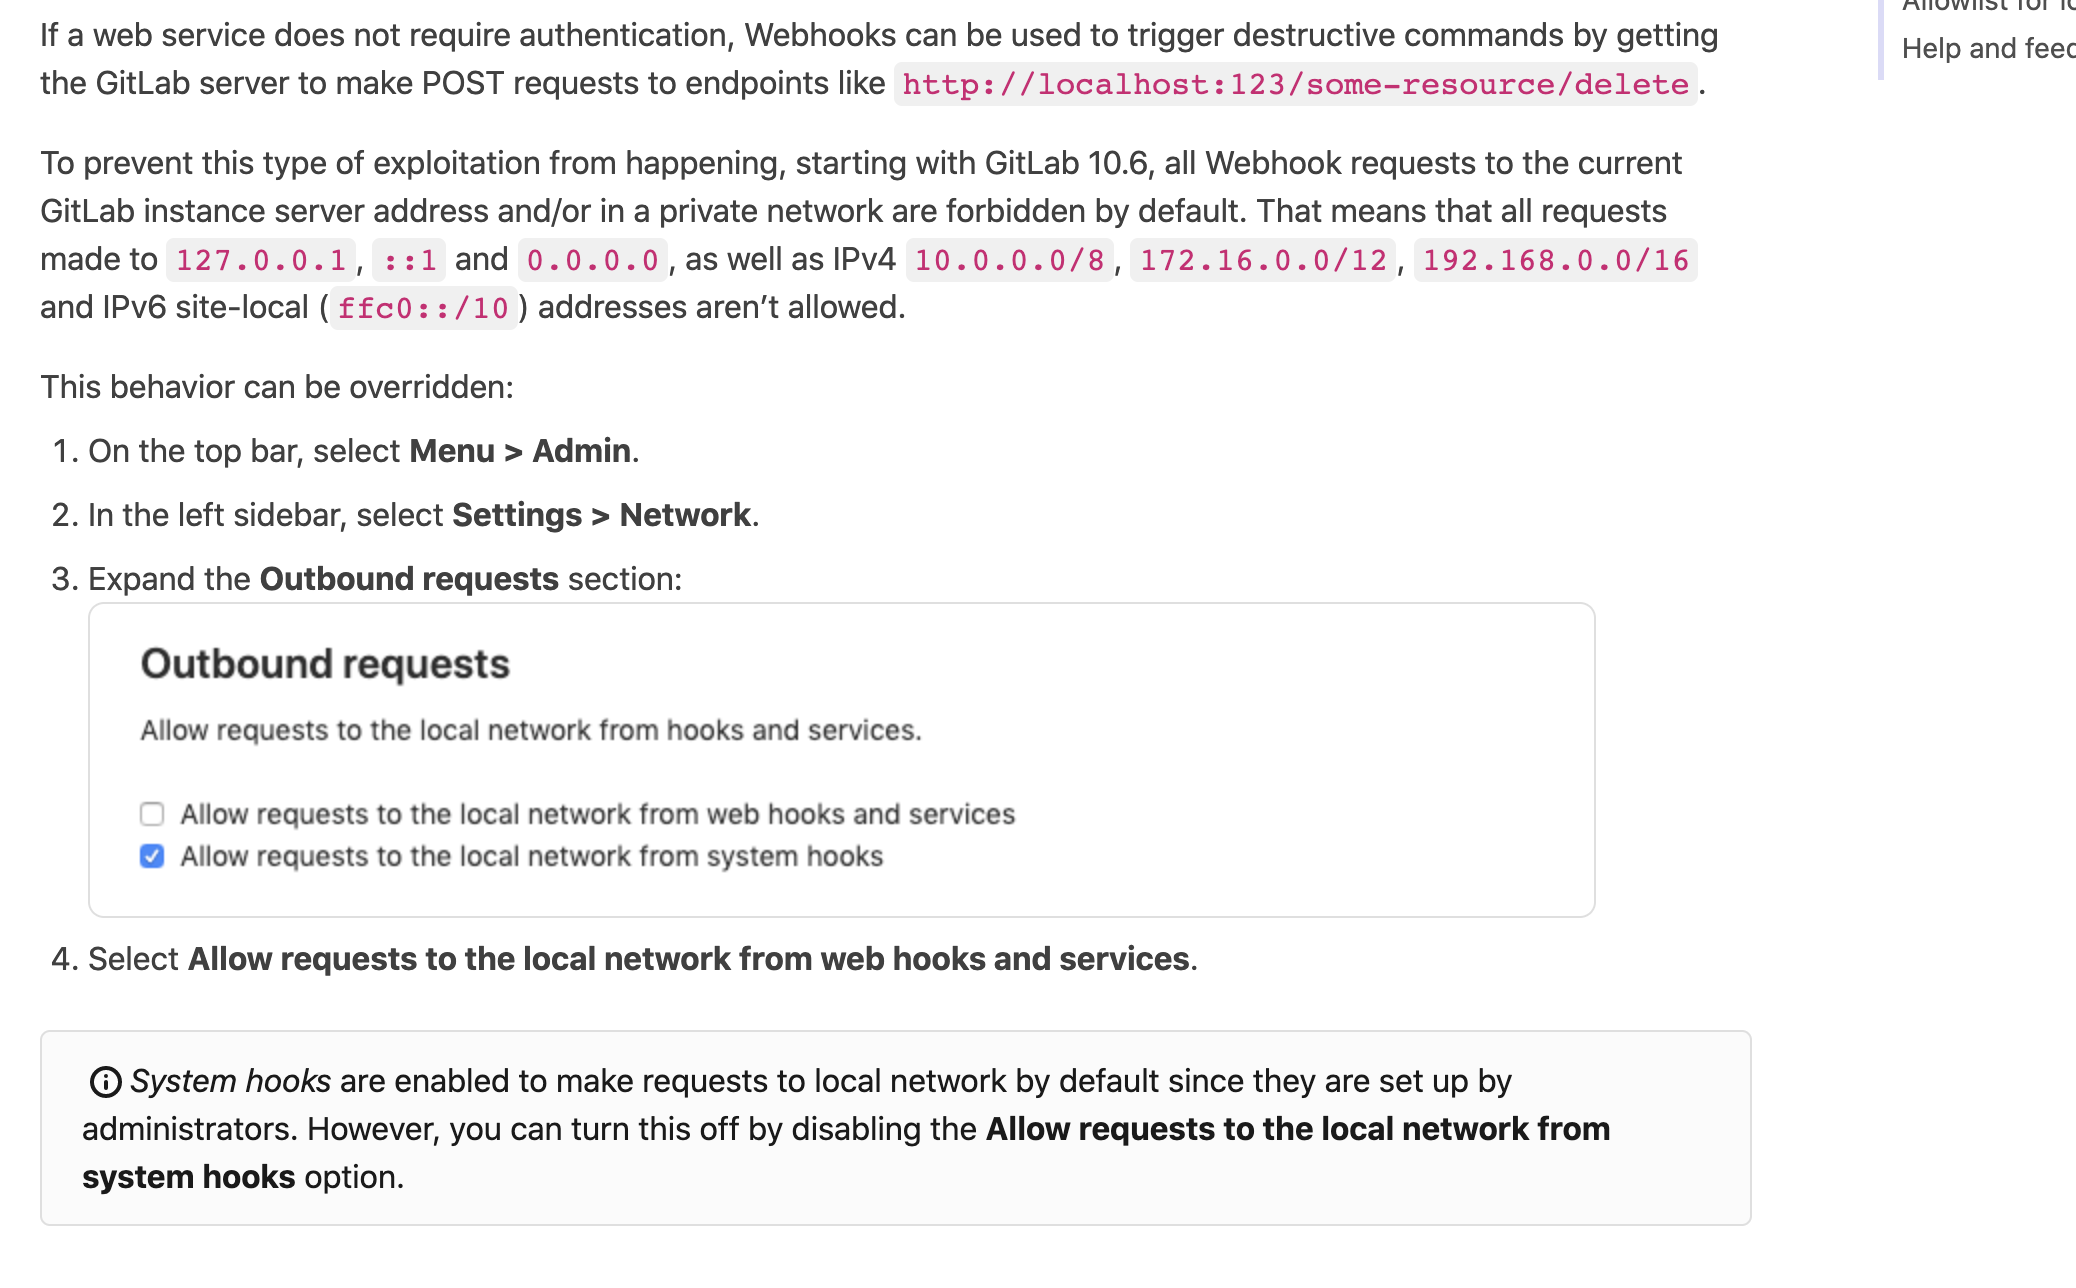 If a web service does not require authentication, Webhooks can be used to trigger destructive commands by getting
the GitLab server to make POST requests to endpoints like http://localhost:123/some-resource/delete.
To prevent this type of exploitation from happening, starting with GitLab 10.6, all Webhook requests to the current
GitLab instance server address and/or in a private network are forbidden by default. That means that all requests
made to 127.0.0.1, ::1 and 0.0.0.0, as well as IPv4 10.0.0.0/8, 172.16.0.0/12, 192.168.0.0/16
and IPv6 site-local (ffc0::/10) addresses aren’t allowed.
This behavior can be overridden:
1. On the top bar, select Menu > Admin.
2. In the left sidebar, select Settings > Network.
3. Expand the Outbound requests section:
Outbound requests
Allow requests to the local network from hooks and services.
Allow requests to the local network from web hooks and services
Allow requests to the local network from system hooks
4. Select Allow requests to the local network from web hooks and services.
System hooks are enabled to make requests to local network by default since they are set up by
administrators. However, you can turn this off by disabling the Allow requests to the local network from
system hooks option.
Allowlist for
Help and